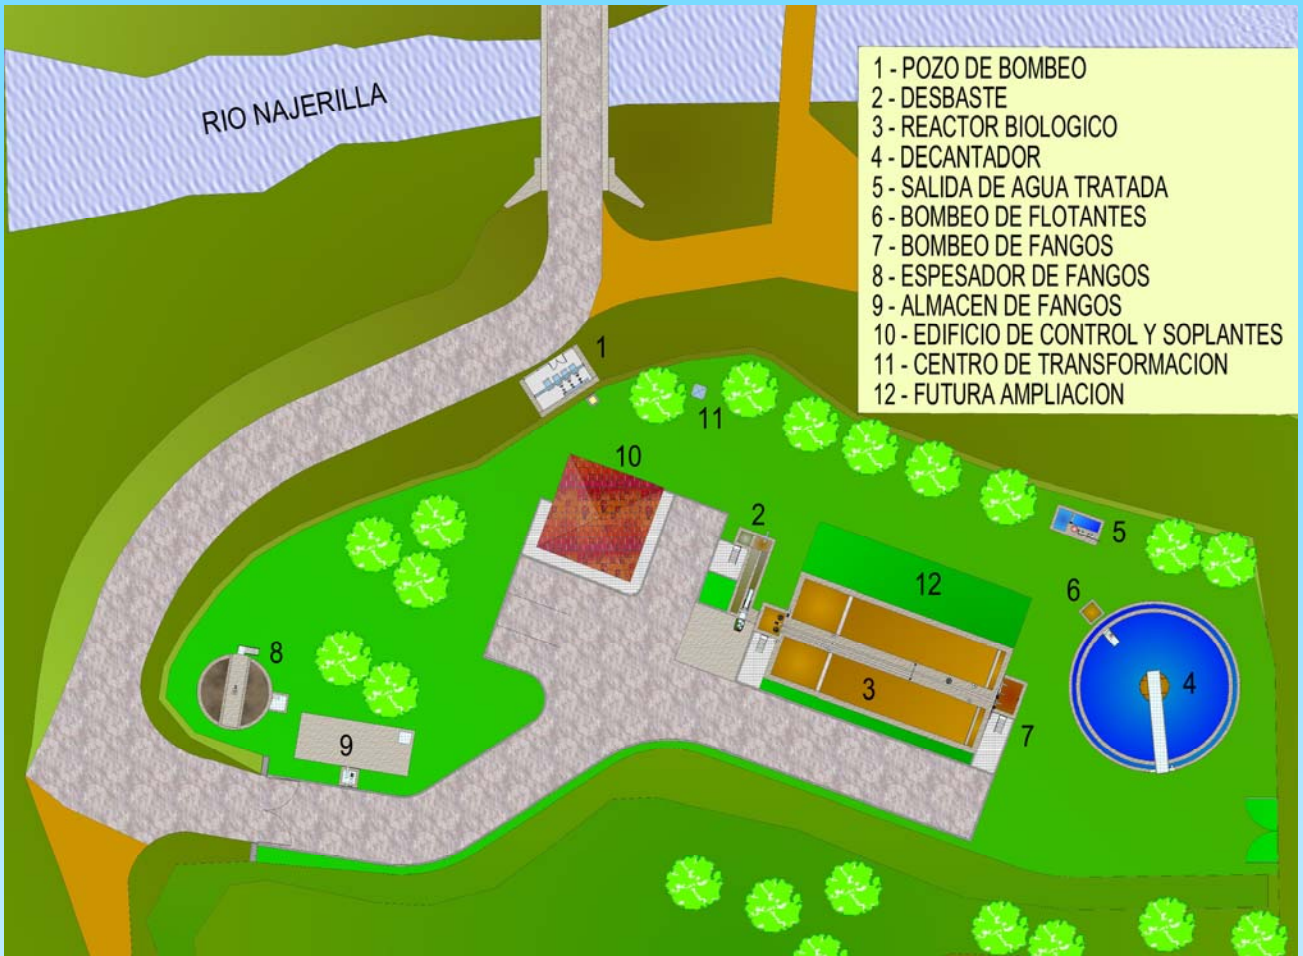 RIO NAJERILLA
1 - POZO DE BOMBEO
2 - DESBASTE
3 - REACTOR BIOLOGICO
4 - DECANTADOR
5 - SALIDA DE AGUA TRATADA
6 - BOMBEO DE FLOTANTES
7 - BOMBEO DE FANGOS
8 - ESPESADOR DE FANGOS
9 - ALMACEN DE FANGOS
10 - EDIFICIO DE CONTROL Y SOPLANTES
11 - CENTRO DE TRANSFORMACION
12 - FUTURA AMPLIACION
1
11
10
2
5
12
6
8
3
4
7
9